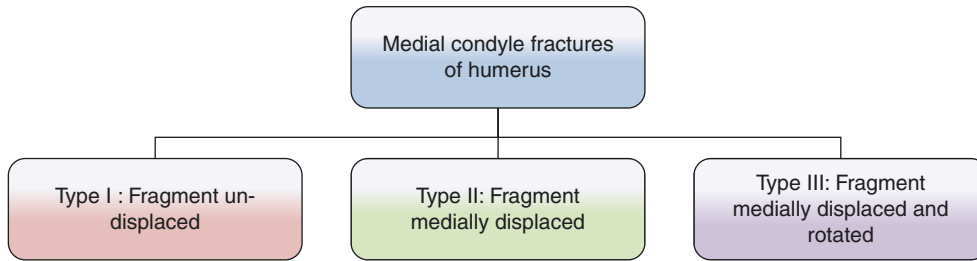 Medial condyle fractures
of humerus
Type I : Fragment un-
displaced
Type II: Fragment
medially displaced
Type III: Fragment
medially displaced and
rotated